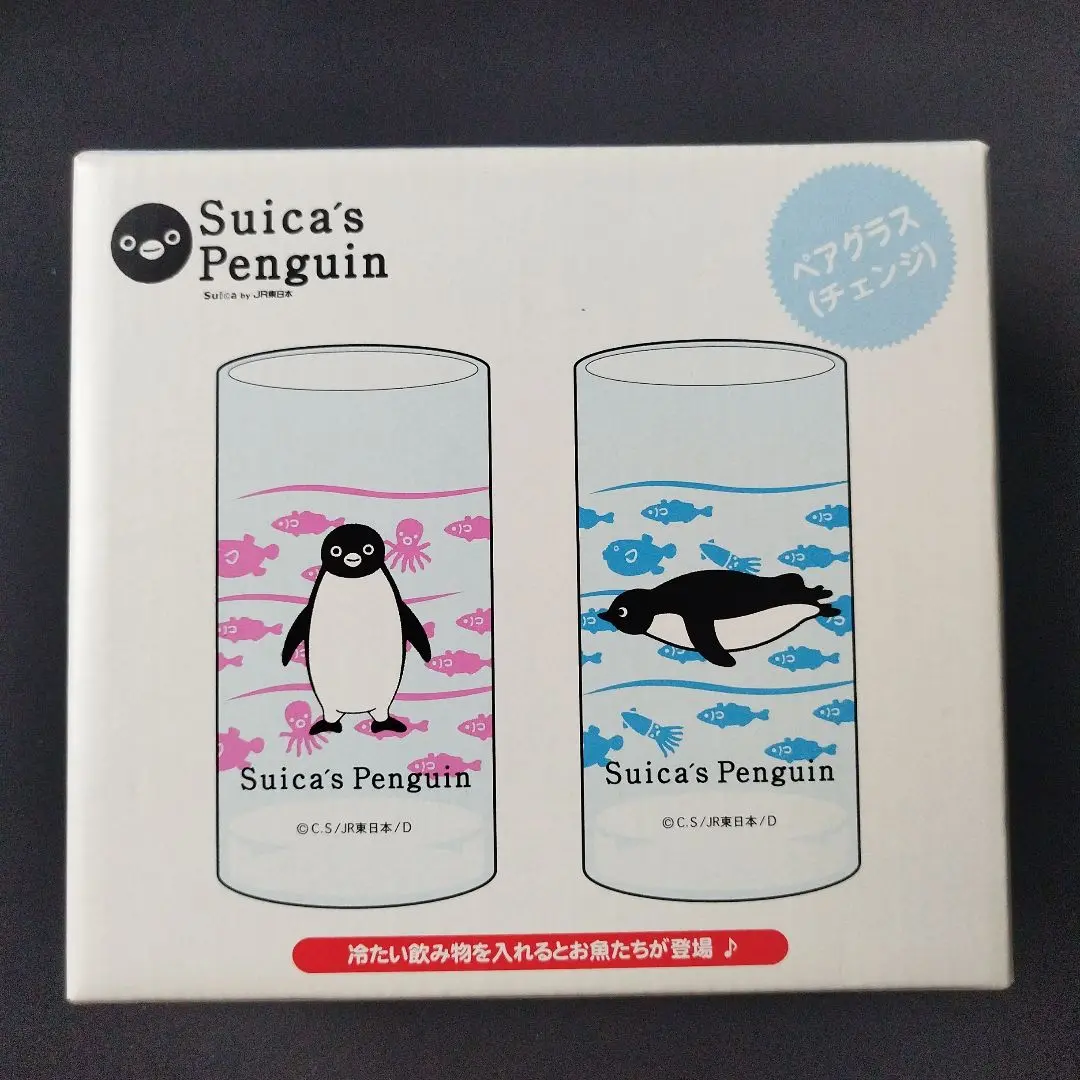 Suica's
Penguin
Suica by JR東日本
ペアグラス
(チェンジ)
Suica's Penguin
©C.S/JR東日本/D
Suica's Penguin
©C.S/JR東日本/D
冷たい飲み物を入れるとお魚たちが登場♪